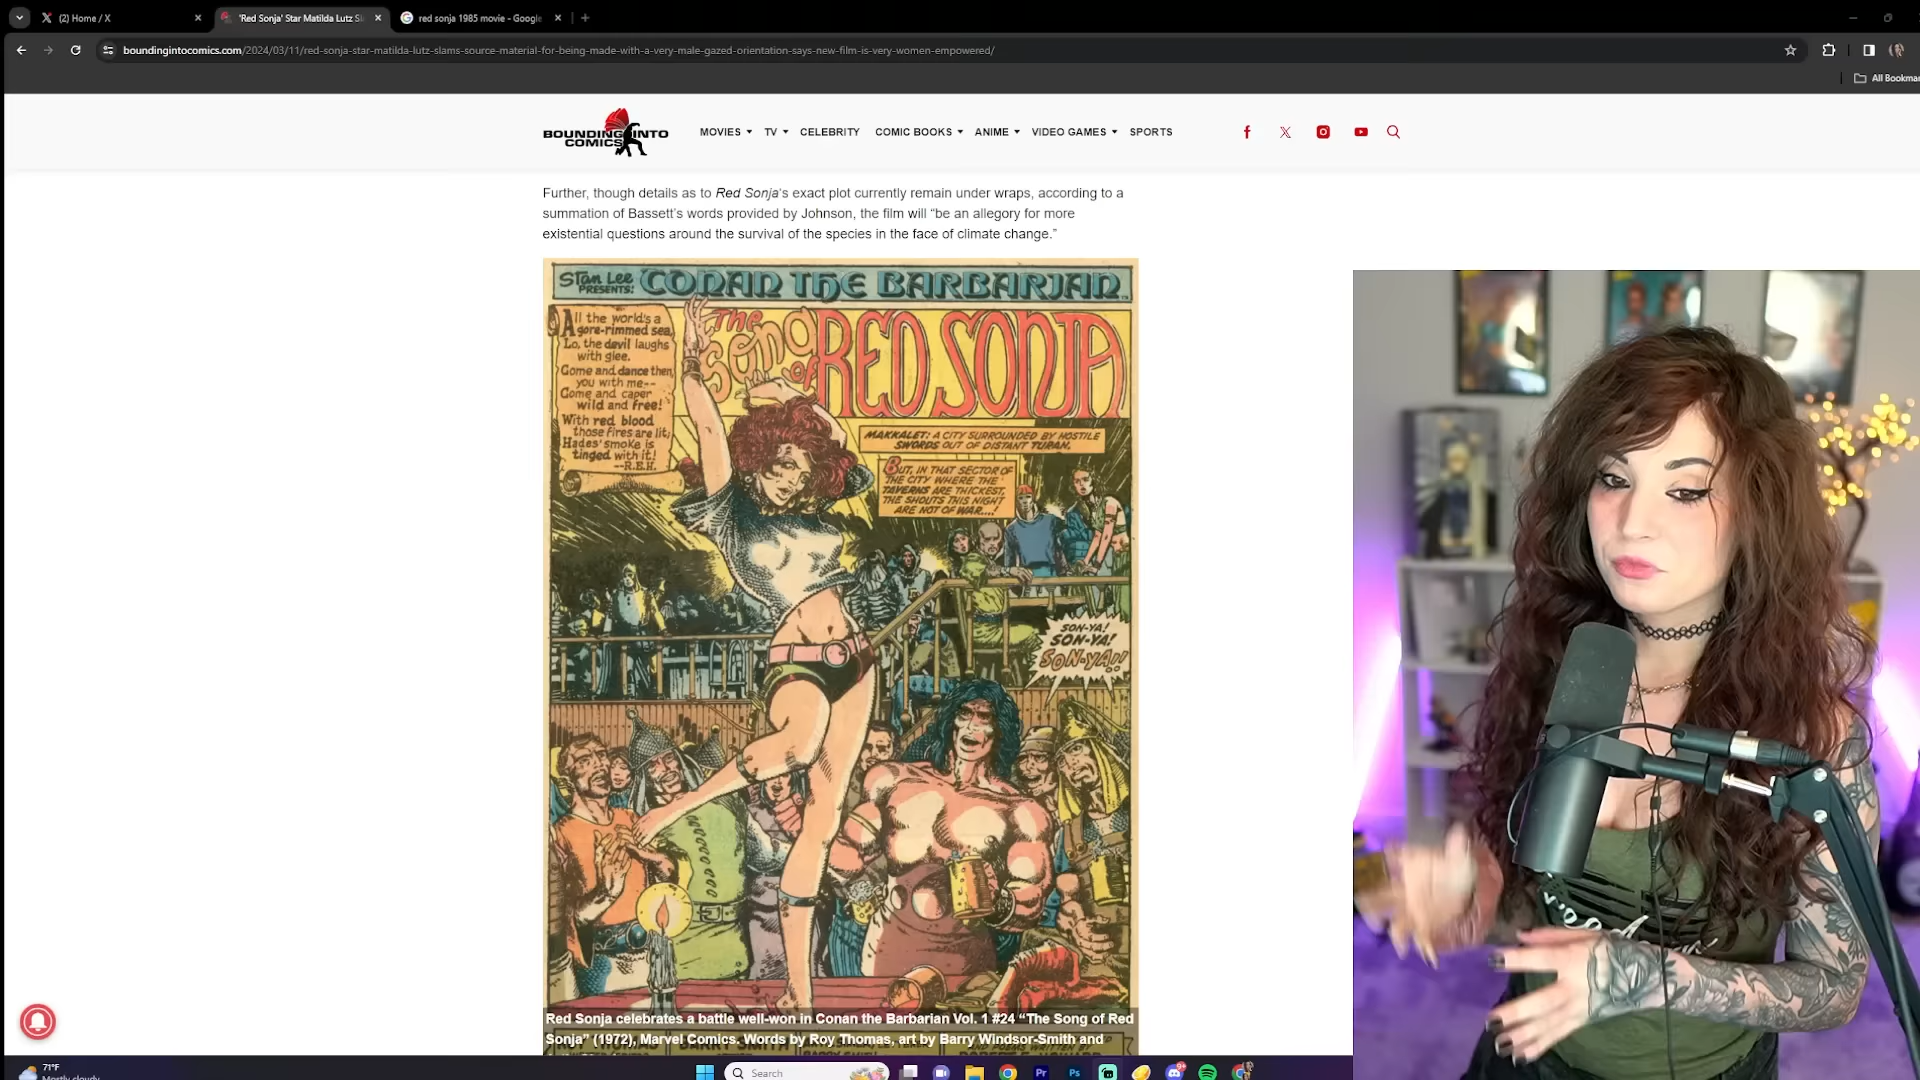 (2) Home / X
'Red Sonja' Star Matilda Lutz Sl
red sonja 1985 movie - Google
boundingintocomics.com/2024/03/11/red-sonja-star-matilda-lutz-slams-source-material-for-being-made-with-a-very-male-gazed-orientation-says-new-film-is-very-women-empowered/
All Bookmar
BOUNDING INTO
COMICS
MOVIES
TV
CELEBRITY
COMIC BOOKS
ANIME
VIDEO GAMES
SPORTS
Further, though details as to Red Sonja's exact plot currently remain under wraps, according to a
summation of Bassett's words provided by Johnson, the film will “be an allegory for more
existential questions around the survival of the species in the face of climate change.”
Stan Lee
PRESENTS:
CONAN THE BARBARIAN
All the world's a
gore-rimmed sea,
Lo, the devil laughs
with glee.
Come and dance then,
you with me--
Come and caper
wild and free!
With red blood
those fires are lit;
Hades' smoke is
tinged with it!
--R.E.H.
The
Song
of
RED SONJA
MAKKALET: A CITY SURROUNDED BY HOSTILE
SWORDS OUT OF DISTANT TURAN.
BUT, IN THAT SECTOR OF
THE CITY WHERE THE
TAVERNS ARE THICKEST,
THE SHOUTS THIS NIGHT
ARE NOT OF WAR....!
SON-YA!
SON-YA!
SON-YA!!
Red Sonja celebrates a battle well-won in Conan the Barbarian Vol. 1 #24 “The Song of Red
Sonja” (1972), Marvel Comics. Words by Roy Thomas, art by Barry Windsor-Smith and
71°F
Mostly cloudy
Search
Pr
Ps